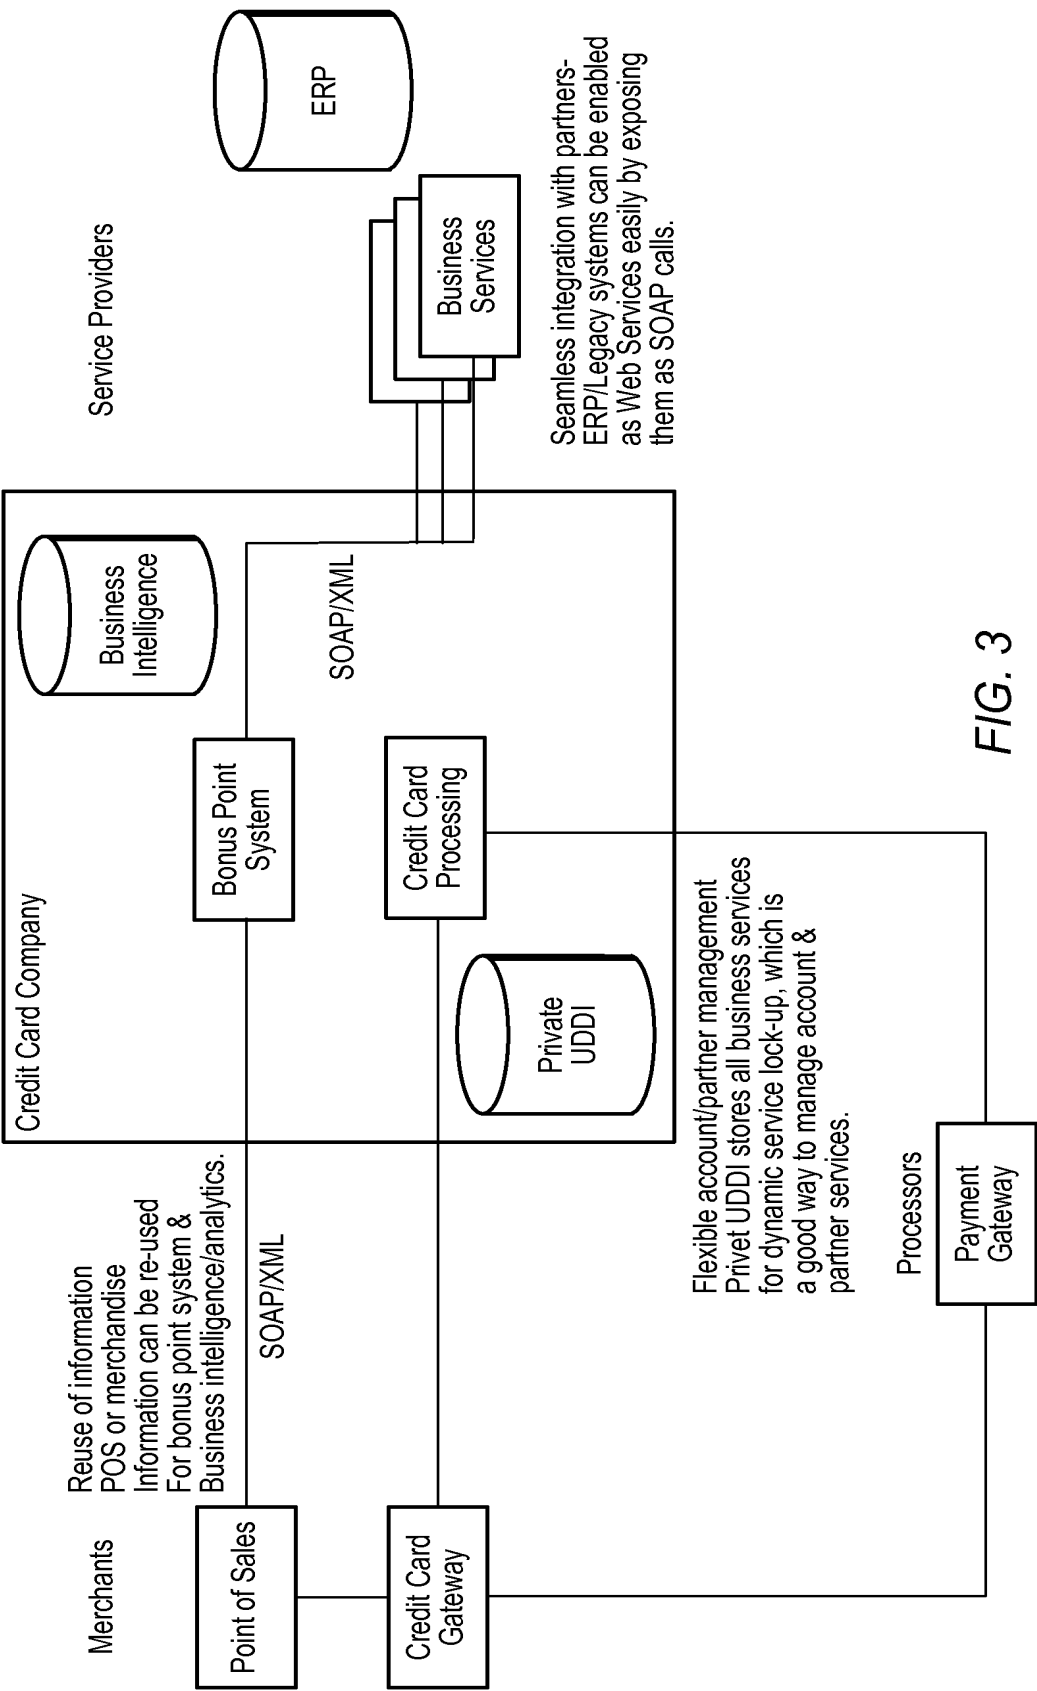 Merchants
Reuse of information
POS or merchandise
Information can be re-used
For bonus point system &
Business intelligence/analytics.
Point of Sales
SOAP/XML
Credit Card
Gateway
Credit Card Company
Bonus Point
System
Business
Intelligence
SOAP/XML
Credit Card
Processing
Private
UDDI
Service Providers
ERP
Business
Services
Seamless integration with partners-
ERP/Legacy systems can be enabled
as Web Services easily by exposing
them as SOAP calls.
Flexible account/partner management
Privet UDDI stores all business services
for dynamic service lock-up, which is
a good way to manage account &
partner services.
Processors
Payment
Gateway
FIG. 3